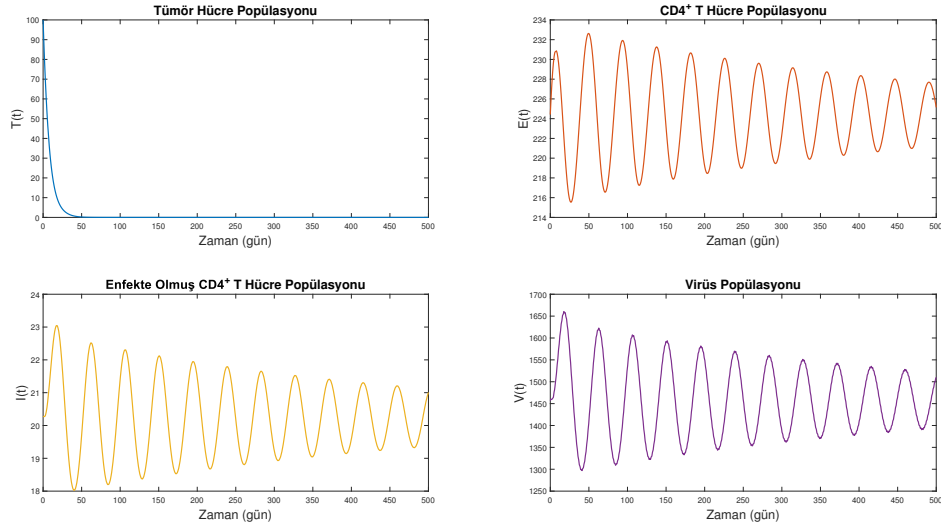 Tümör Hücre Popülasyonu
100
90
80
70
60
50
40
30
20
10
0
T(t)
0 50 100 150 200 250 300 350 400 450 500
Zaman (gün)
CD4⁺ T Hücre Popülasyonu
234
232
230
228
226
224
222
220
218
216
214
E(t)
0 50 100 150 200 250 300 350 400 450 500
Zaman (gün)
Enfekte Olmuş CD4⁺ T Hücre Popülasyonu
24
23
22
21
20
19
18
I(t)
0 50 100 150 200 250 300 350 400 450 500
Zaman (gün)
Virüs Popülasyonu
1700
1650
1600
1550
1500
1450
1400
1350
1300
1250
V(t)
0 50 100 150 200 250 300 350 400 450 500
Zaman (gün)